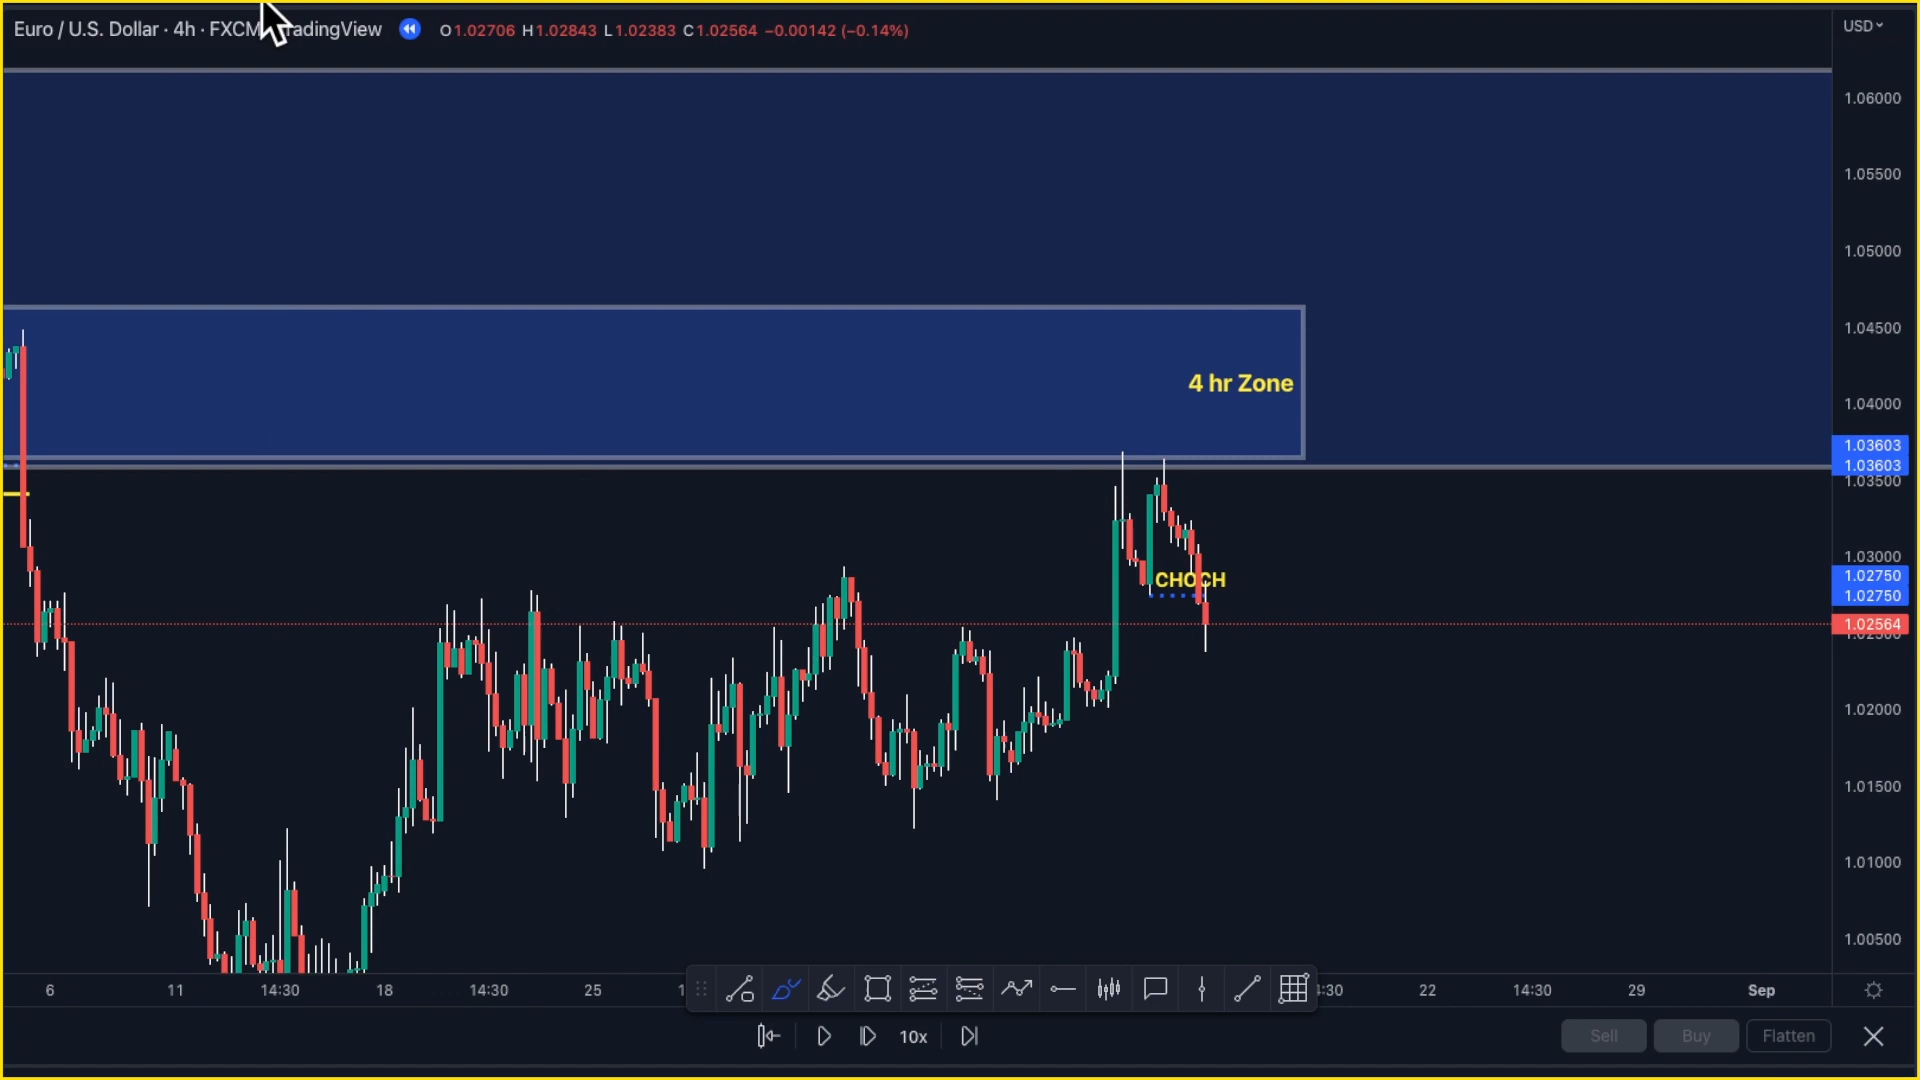 Euro / U.S. Dollar · 4h · FXCM TradingView O1.02706 H1.02843 L1.02383 C1.02564 −0.00142 (−0.14%)
USD
1.06000
1.05500
1.05000
1.04500
4 hr Zone
1.04000
1.03603
1.03603
1.03500
1.03000
CHOCH
1.02750
1.02750
1.02564
1.02500
1.02000
1.01500
1.01000
1.00500
6 11 14:30 18 14:30 25 22 14:30 29 Sep
10x
Sell Buy Flatten